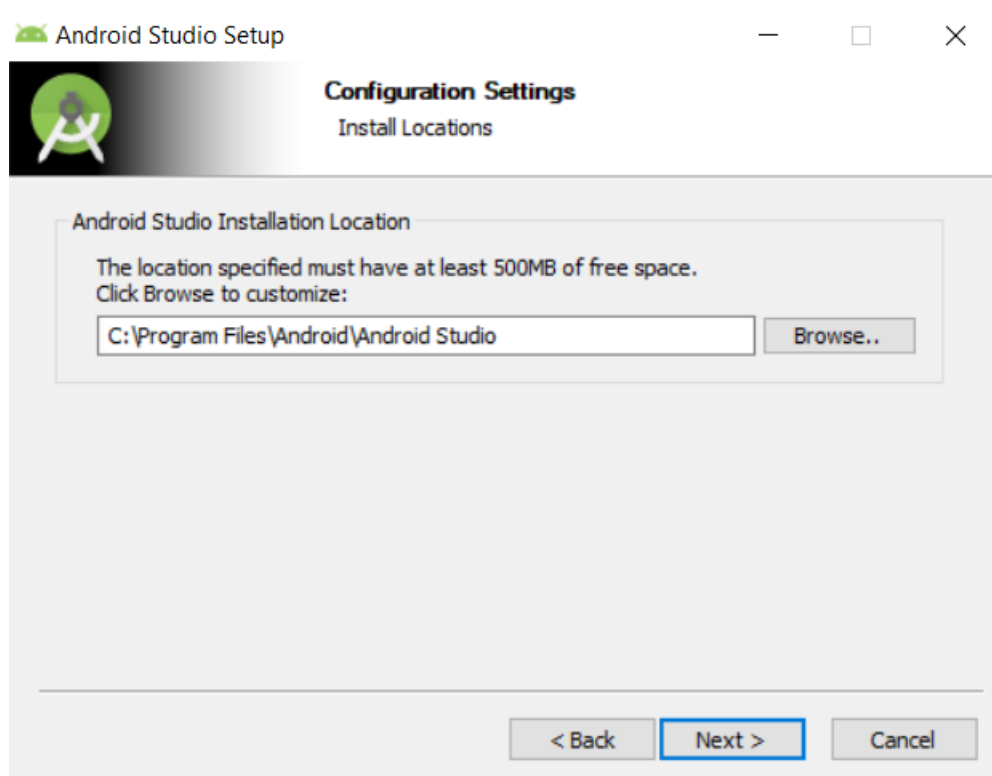 Android Studio Setup
Configuration Settings
Install Locations
Android Studio Installation Location
The location specified must have at least 500MB of free space.
Click Browse to customize:
C:\Program Files\Android\Android Studio
Browse..
< Back
Next >
Cancel